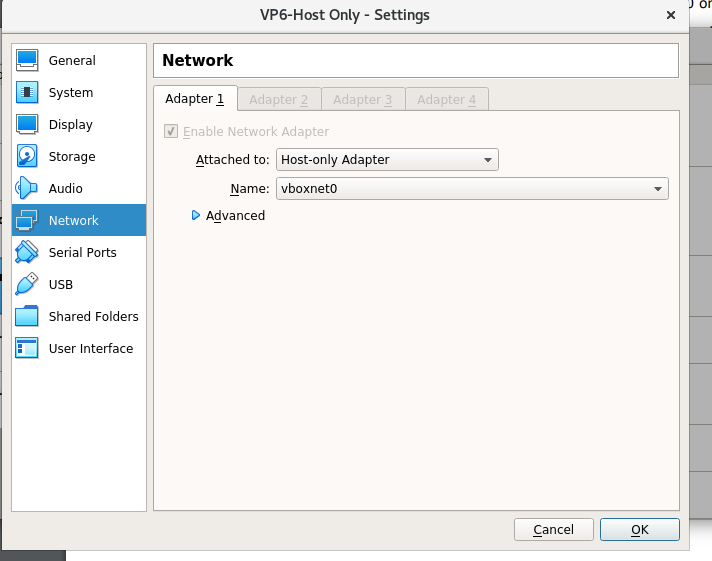 VP6-Host Only - Settings
General
System
Display
Storage
Audio
Network
Serial Ports
USB
Shared Folders
User Interface
Network
Adapter 1 Adapter 2 Adapter 3 Adapter 4
Enable Network Adapter
Attached to: Host-only Adapter
Name: vboxnet0
Advanced
Cancel OK